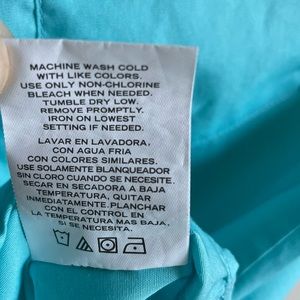 MACHINE WASH COLD
WITH LIKE COLORS.
USE ONLY NON-CHLORINE
BLEACH WHEN NEEDED.
TUMBLE DRY LOW.
REMOVE PROMPTLY.
IRON ON LOWEST
SETTING IF NEEDED.
LAVAR EN LAVADORA,
CON AGUA FRIA
CON COLORES SIMILARES.
USE SOLAMENTE BLANQUEADOR
SIN CLORO CUANDO SE NECESITE.
SECAR EN SECADORA A BAJA
TEMPERATURA, QUITAR
INMEDIATAMENTE. PLANCHAR
CON EL CONTROL EN
LA TEMPERATURA MAS BAJA,
SI SE NECESITA.